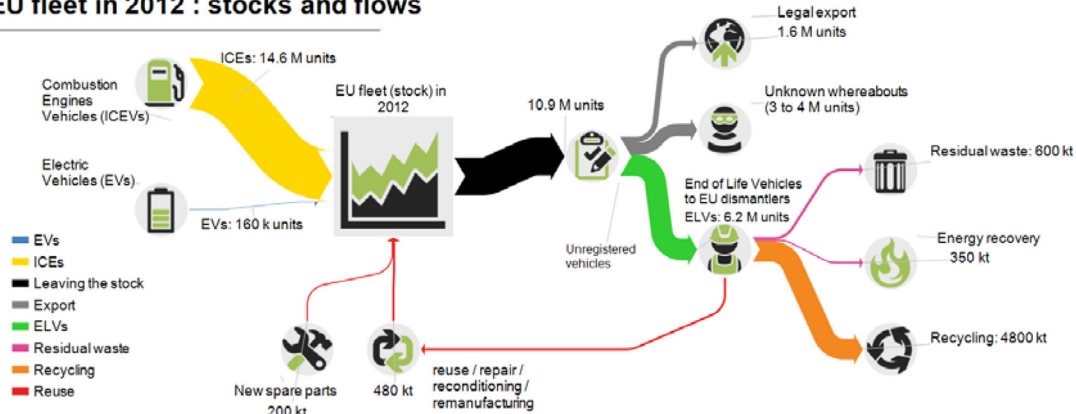 EU fleet in 2012 : stocks and flows
ICEs: 14.6 M units
Combustion
Engines
Vehicles (ICEVs)
Electric
Vehicles (EVs)
EVs: 160 k units
EU fleet (stock) in
2012
10.9 M units
Legal export
1.6 M units
Unknown whereabouts
(3 to 4 M units)
Unregistered
vehicles
End of Life Vehicles
to EU dismantlers
ELVs: 6.2 M units
Residual waste: 600 kt
Energy recovery
350 kt
Recycling: 4800 kt
EVs
ICEs
Leaving the stock
Export
ELVs
Residual waste
Recycling
Reuse
New spare parts
200 kt
480 kt
reuse / repair /
reconditioning /
remanufacturing